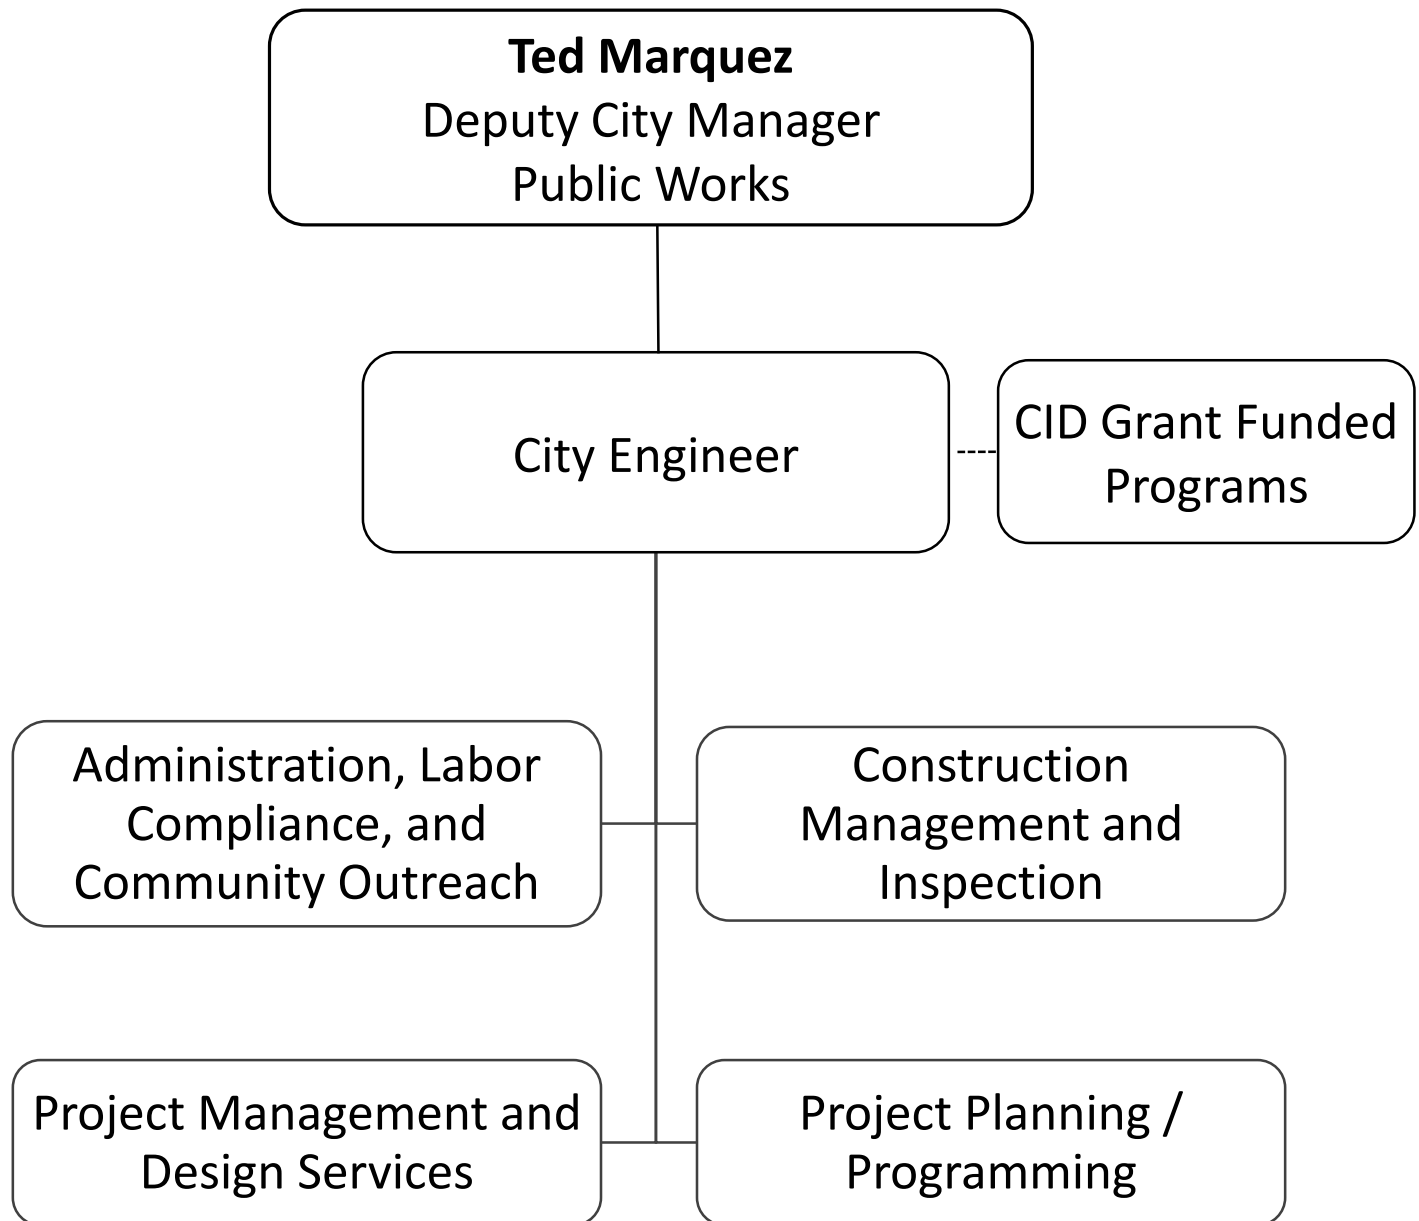 Ted Marquez
Deputy City Manager
Public Works
City Engineer
CID Grant Funded
Programs
Administration, Labor
Compliance, and
Community Outreach
Construction
Management and
Inspection
Project Management and
Design Services
Project Planning /
Programming